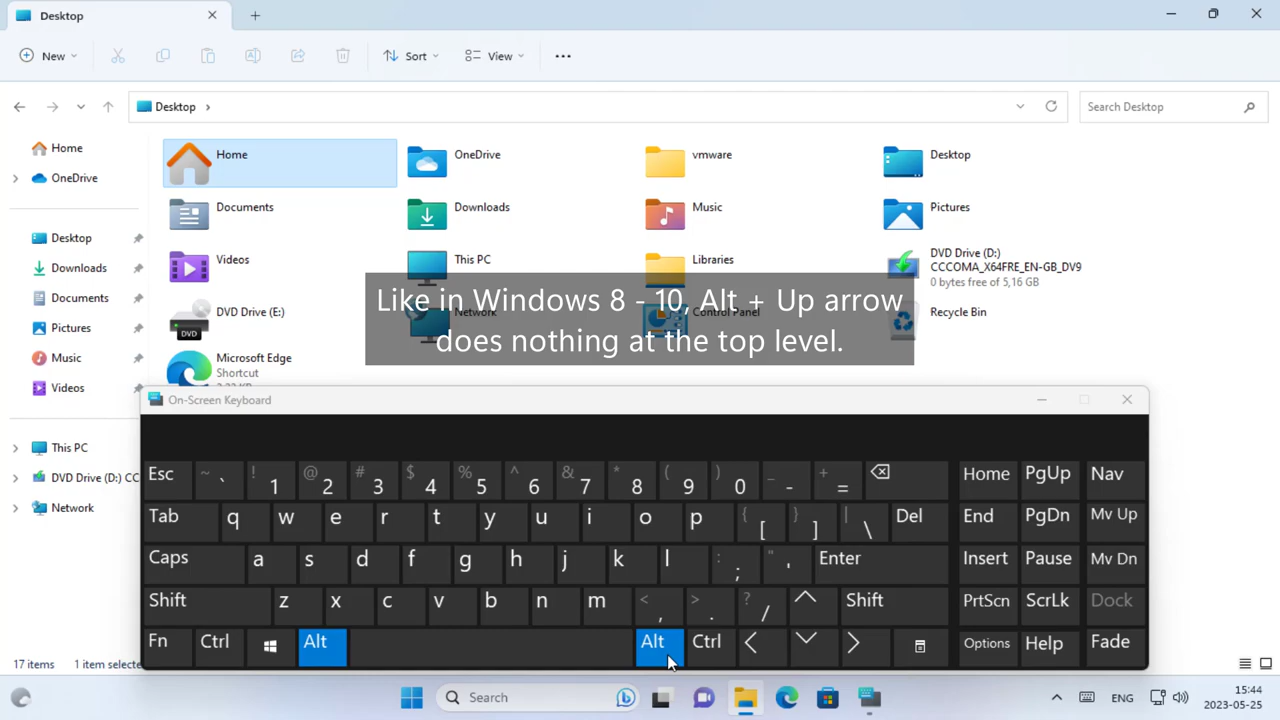 Desktop
New
Sort
View
Desktop
Search Desktop
Home
OneDrive
Desktop
Downloads
Documents
Pictures
Music
Videos
This PC
DVD Drive (D:) CC
Network
Home
OneDrive
vmware
Desktop
Documents
Downloads
Music
Pictures
Videos
This PC
Libraries
DVD Drive (D:)
CCCOMA_X64FRE_EN-GB_DV9
0 bytes free of 5,16 GB
DVD Drive (E:)
DVD
Network
Control Panel
Recycle Bin
Microsoft Edge
Shortcut
Like in Windows 8 - 10, Alt + Up arrow
does nothing at the top level.
On-Screen Keyboard
Esc ~ ` ! 1 @ 2 # 3 $ 4 % 5 ^ 6 & 7 * 8 ( 9 ) 0 _ - + = Home PgUp Nav
Tab q w e r t y u i o p { [ } ] | \ Del End PgDn Mv Up
Caps a s d f g h j k l : ; " ' Enter Insert Pause Mv Dn
Shift z x c v b n m < , > . ? / Shift PrtScn ScrLk Dock
Fn Ctrl Alt Alt Ctrl Options Help Fade
17 items 1 item selecte
Search
ENG
15:44
2023-05-25